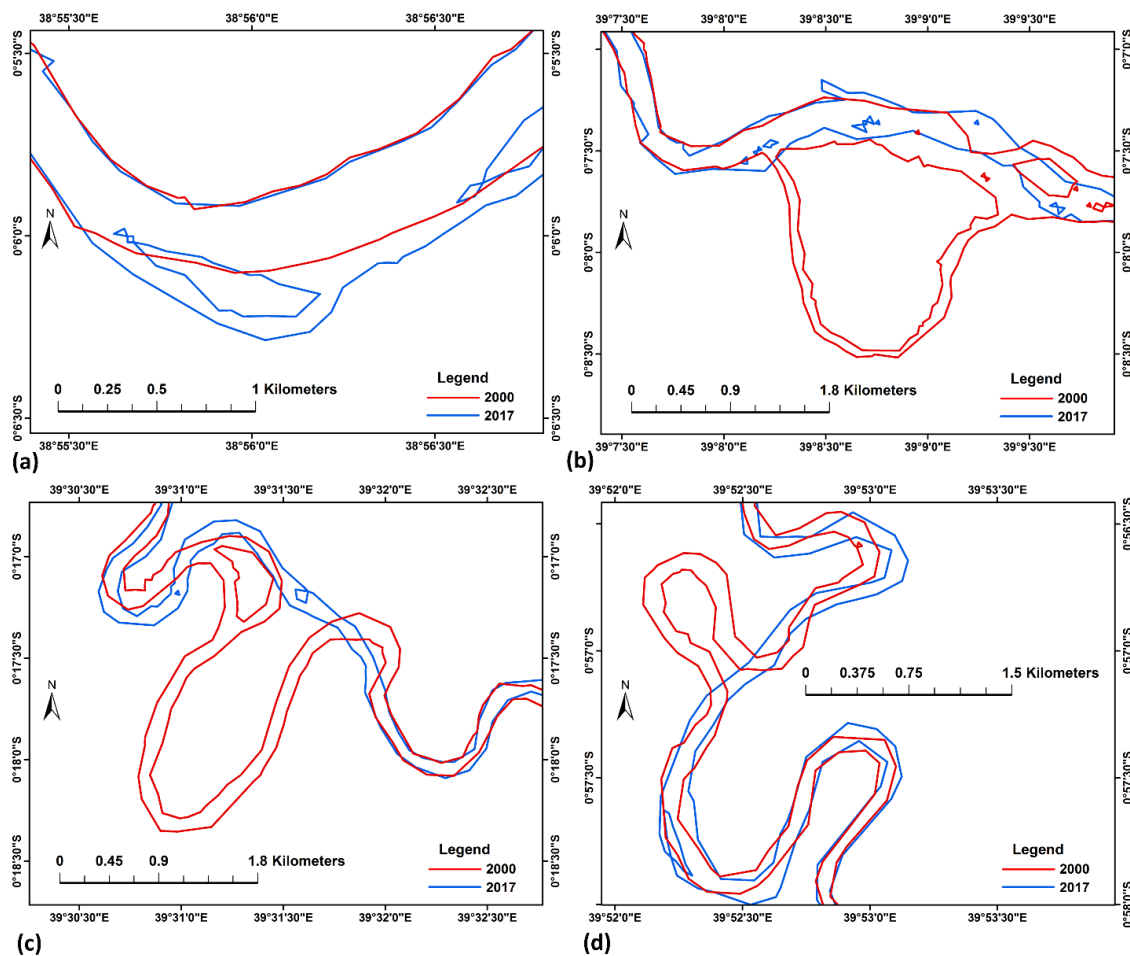 38°55'30"E 38°56'0"E 38°56'30"E
0°5'30"S 0°5'30"S
0°6'0"S 0°6'0"S
0°6'30"S 0°6'30"S
N
0 0.25 0.5 1 Kilometers
Legend
2000
2017
38°55'30"E 38°56'0"E 38°56'30"E
(a)
39°7'30"E 39°8'0"E 39°8'30"E 39°9'0"E 39°9'30"E
0°7'0"S 0°7'0"S
0°7'30"S 0°7'30"S
0°8'0"S 0°8'0"S
0°8'30"S 0°8'30"S
N
0 0.45 0.9 1.8 Kilometers
Legend
2000
2017
39°7'30"E 39°8'0"E 39°8'30"E 39°9'0"E 39°9'30"E
(b)
39°30'30"E 39°31'0"E 39°31'30"E 39°32'0"E 39°32'30"E
0°17'0"S 0°17'0"S
0°17'30"S 0°17'30"S
0°18'0"S 0°18'0"S
0°18'30"S 0°18'30"S
N
0 0.45 0.9 1.8 Kilometers
Legend
2000
2017
39°30'30"E 39°31'0"E 39°31'30"E 39°32'0"E 39°32'30"E
(c)
39°52'0"E 39°52'30"E 39°53'0"E 39°53'30"E
0°56'30"S
0°57'0"S
0°57'30"S
0°58'0"S
N
0 0.375 0.75 1.5 Kilometers
Legend
2000
2017
39°52'0"E 39°52'30"E 39°53'0"E 39°53'30"E
(d)